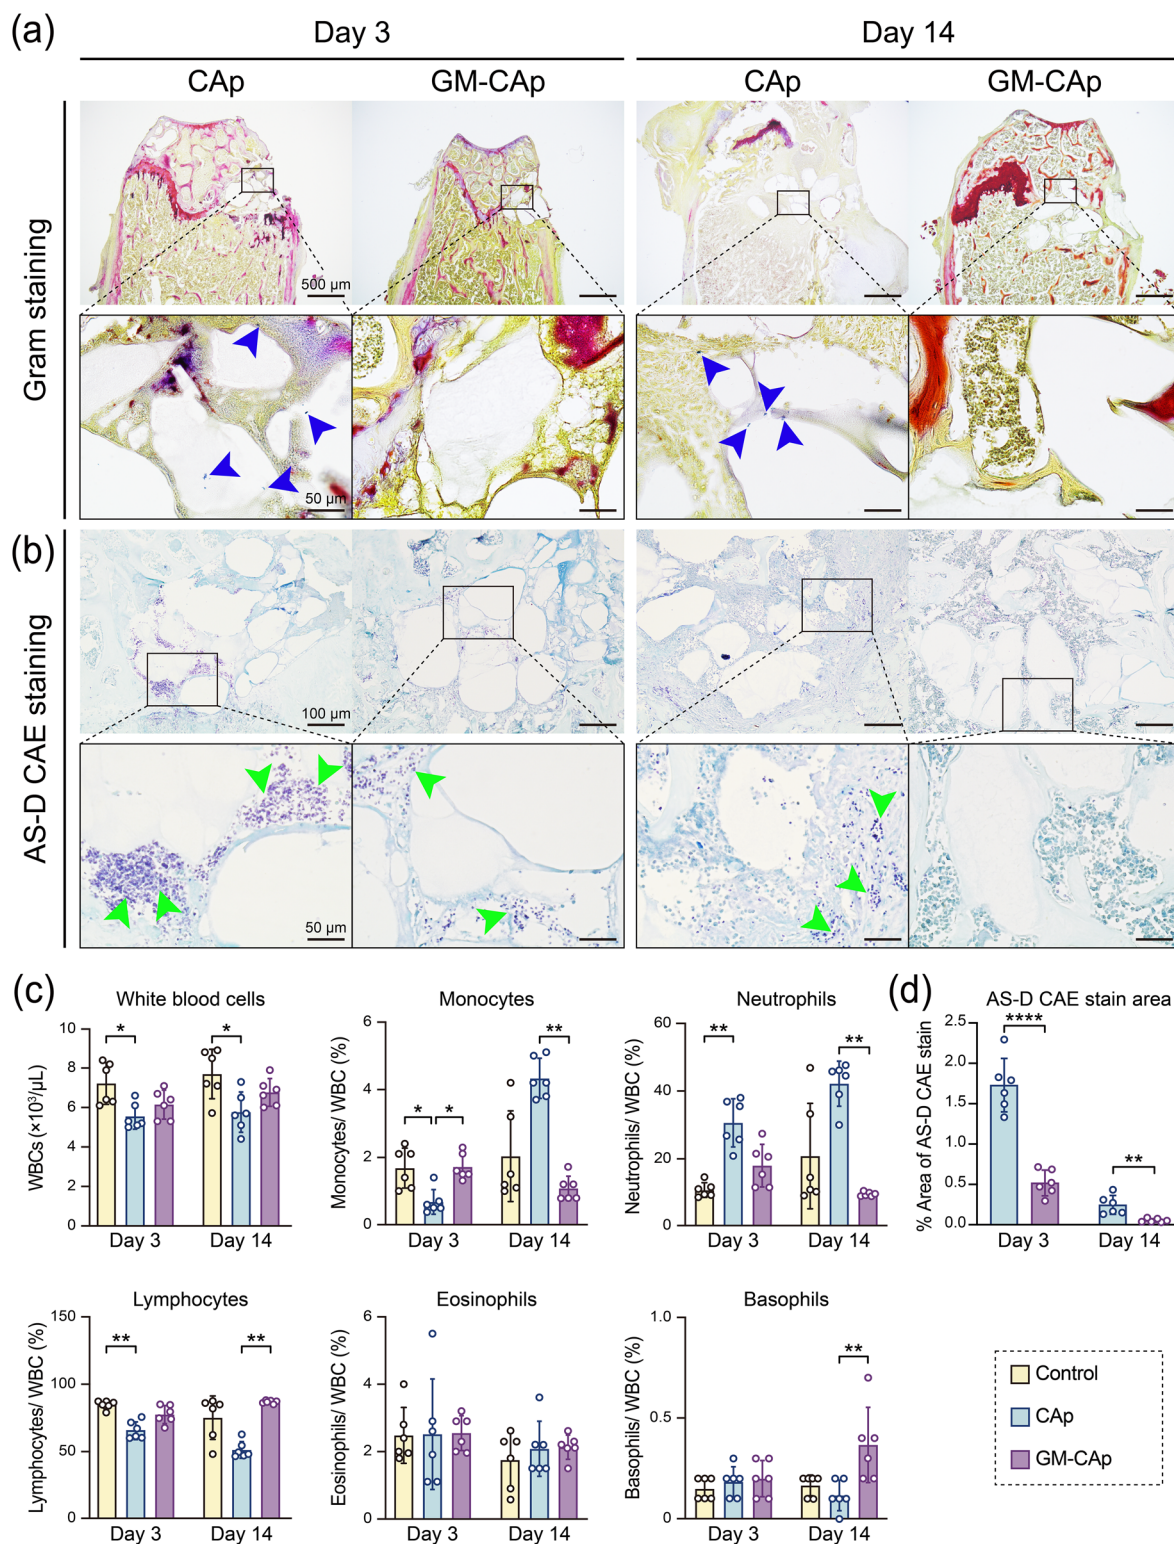 (a)
Day 3
Day 14
CAp
GM-CAp
CAp
GM-CAp
Gram staining
500 µm
50 µm
(b)
AS-D CAE staining
100 µm
50 µm
(c)
White blood cells
WBCs (×10³/µL)
10
8
6
4
2
0
* *
Day 3
Day 14
Monocytes
Monocytes/ WBC (%)
6
4
2
0
* * **
Day 3
Day 14
Neutrophils
Neutrophils/ WBC (%)
60
40
20
0
** **
Day 3
Day 14
(d)
AS-D CAE stain area
% Area of AS-D CAE stain
2.5
2.0
1.5
1.0
0.5
0.0
**** **
Day 3
Day 14
Lymphocytes
Lymphocytes/ WBC (%)
150
100
50
0
** **
Day 3
Day 14
Eosinophils
Eosinophils/ WBC (%)
6
4
2
0
Day 3
Day 14
Basophils
Basophils/ WBC (%)
1.0
0.5
0.0
**
Day 3
Day 14
Control
CAp
GM-CAp